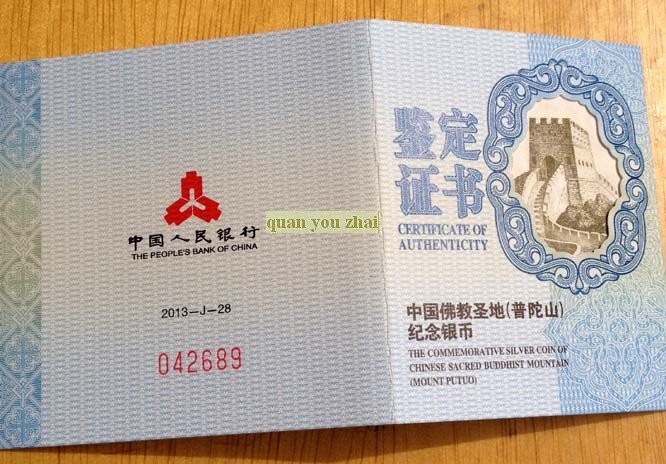 中国人民银行
THE PEOPLE'S BANK OF CHINA
2013-J-28
042689
quan you zhai
鉴定
证书
CERTIFICATE OF
AUTHENTICITY
中国佛教圣地(普陀山)
纪念银币
THE COMMEMORATIVE SILVER COIN OF
CHINESE SACRED BUDDHIST MOUNTAIN
(MOUNT PUTUO)